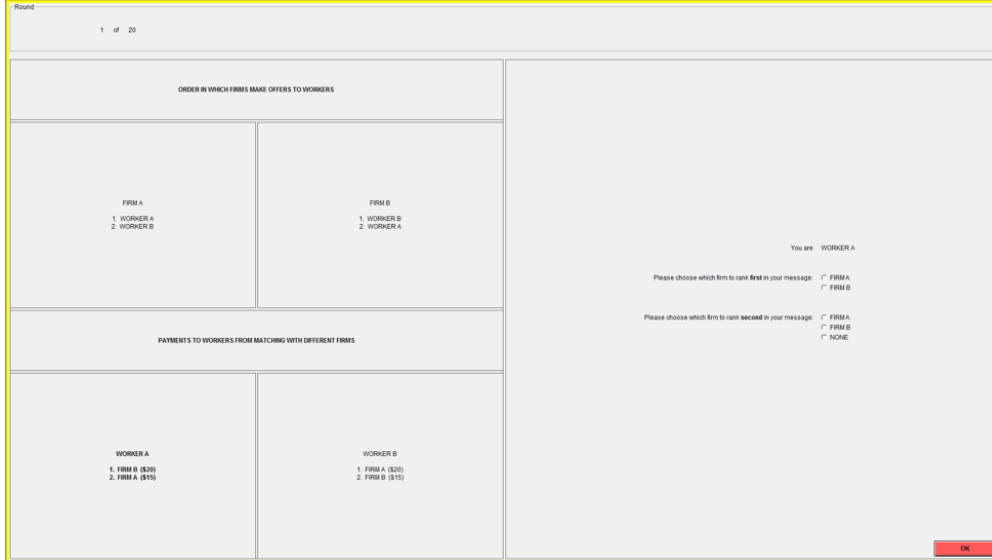 Round
1 of 20
ORDER IN WHICH FIRMS MAKE OFFERS TO WORKERS
FIRM A
1. WORKER A
2. WORKER B
FIRM B
1. WORKER B
2. WORKER A
PAYMENTS TO WORKERS FROM MATCHING WITH DIFFERENT FIRMS
WORKER A
1. FIRM B ($20)
2. FIRM A ($15)
WORKER B
1. FIRM A ($20)
2. FIRM B ($15)
You are WORKER A
Please choose which firm to rank first in your message: FIRM A
FIRM B
Please choose which firm to rank second in your message: FIRM A
FIRM B
NONE
OK